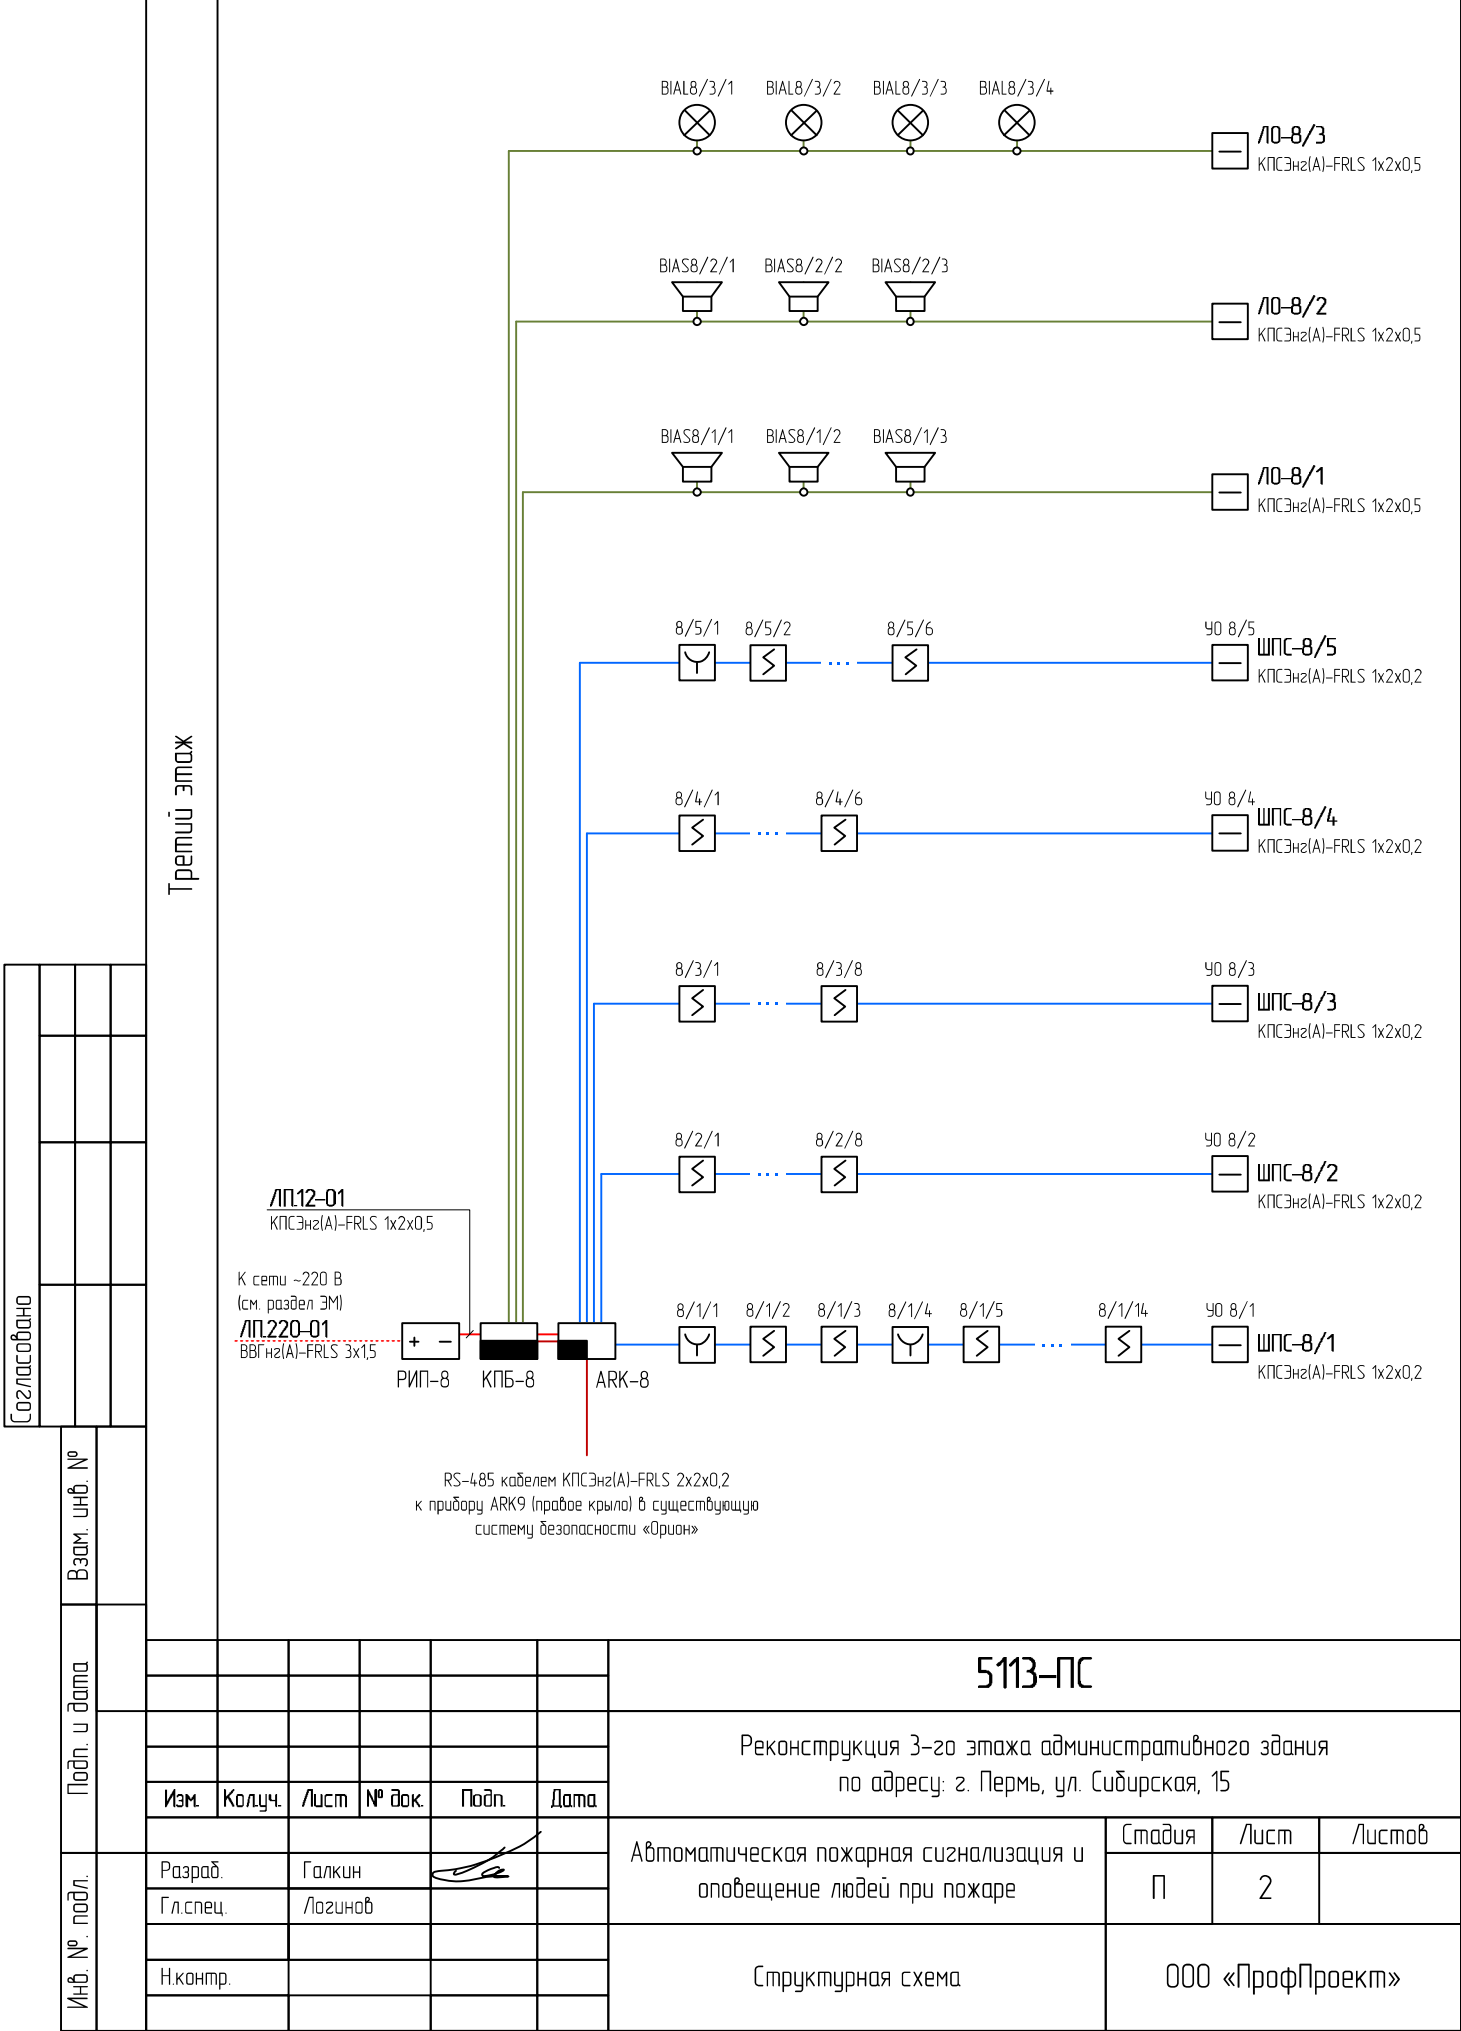 BIAL8/3/1 BIAL8/3/2 BIAL8/3/3 BIAL8/3/4
ЛО-8/3
КПСЭнг(А)-FRLS 1x2x0,5
BIAS8/2/1 BIAS8/2/2 BIAS8/2/3
ЛО-8/2
КПСЭнг(А)-FRLS 1x2x0,5
BIAS8/1/1 BIAS8/1/2 BIAS8/1/3
ЛО-8/1
КПСЭнг(А)-FRLS 1x2x0,5
8/5/1 8/5/2 8/5/6 УО 8/5
ШПС-8/5
КПСЭнг(А)-FRLS 1x2x0,2
8/4/1 8/4/6 УО 8/4
ШПС-8/4
КПСЭнг(А)-FRLS 1x2x0,2
8/3/1 8/3/8 УО 8/3
ШПС-8/3
КПСЭнг(А)-FRLS 1x2x0,2
8/2/1 8/2/8 УО 8/2
ШПС-8/2
КПСЭнг(А)-FRLS 1x2x0,2
8/1/1 8/1/2 8/1/3 8/1/4 8/1/5 8/1/14 УО 8/1
ШПС-8/1
КПСЭнг(А)-FRLS 1x2x0,2
Третий этаж
ЛП.12-01
КПСЭнг(А)-FRLS 1x2x0,5
К сети ~220 В
(см. раздел ЭМ)
ЛП.220-01
ВВГнг(А)-FRLS 3x1,5
РИП-8 КПБ-8 ARK-8
RS-485 кабелем КПСЭнг(А)-FRLS 2x2x0,2
к прибору ARK9 (правое крыло) в существующую
систему безопасности «Орион»
Согласовано
Взам. инв. №
Подп. и дата
Инв. №. подл.
5113-ПС
Реконструкция 3-го этажа административного здания
по адресу: г. Пермь, ул. Сибирская, 15
Изм. Кол.уч. Лист № док. Подп. Дата
Разраб. Галкин
Гл.спец. Логинов
Н.контр.
Автоматическая пожарная сигнализация и
оповещение людей при пожаре
Стадия Лист Листов
П 2
Структурная схема
ООО «ПрофПроект»